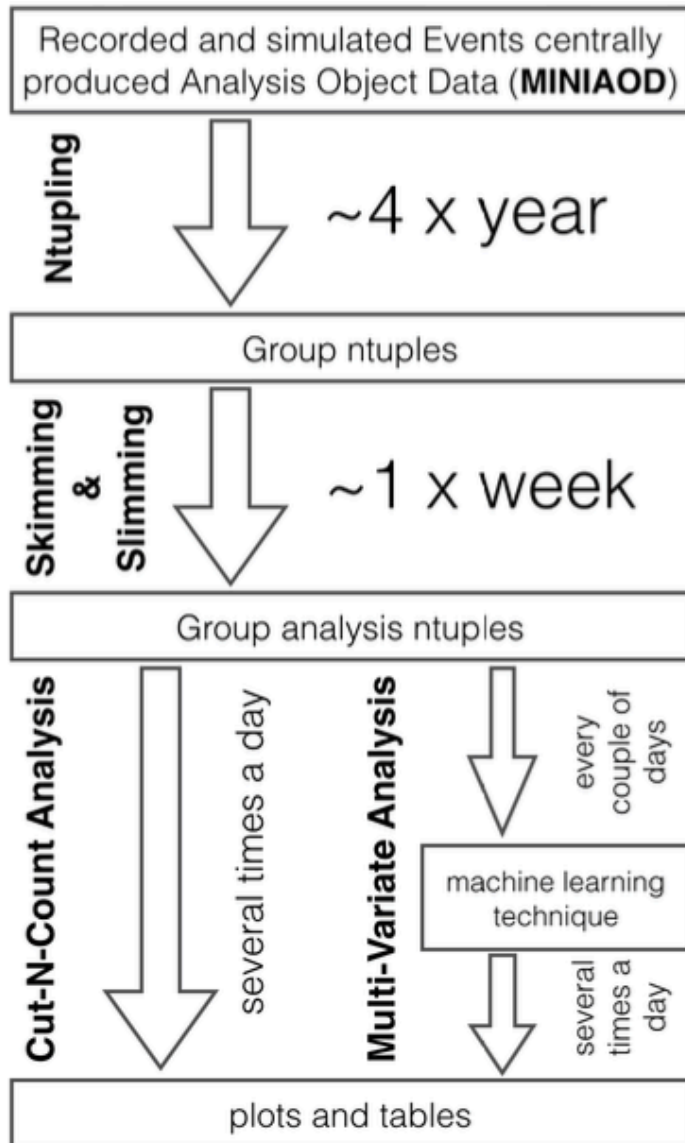 Recorded and simulated Events centrally
produced Analysis Object Data (MINIAOD)
Ntupling
~4 x year
Group ntuples
Skimming
&
Slimming
~1 x week
Group analysis ntuples
Cut-N-Count Analysis
several times a day
Multi-Variate Analysis
every
couple of
days
machine learning
technique
several
times a
day
plots and tables